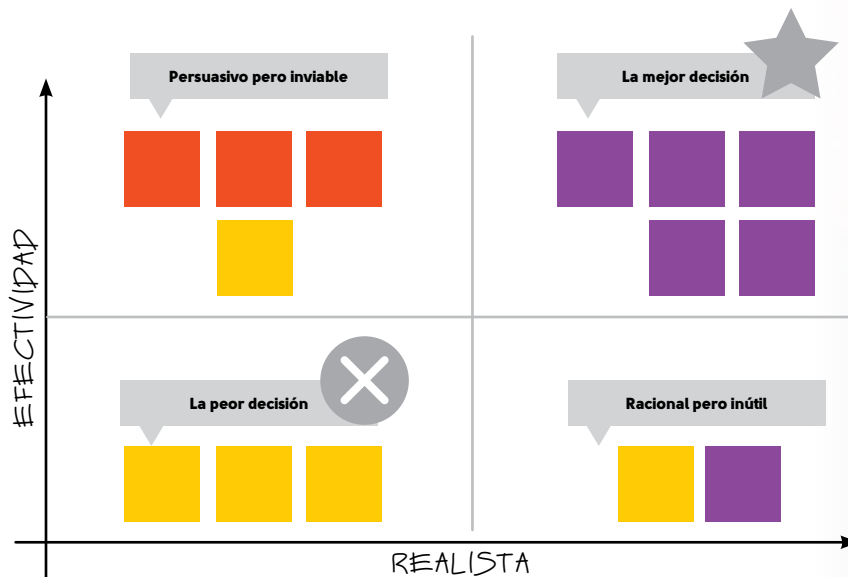 Persuasivo pero inviable
La mejor decisión
EFECTIVIDAD
La peor decisión
Racional pero inútil
REALISTA